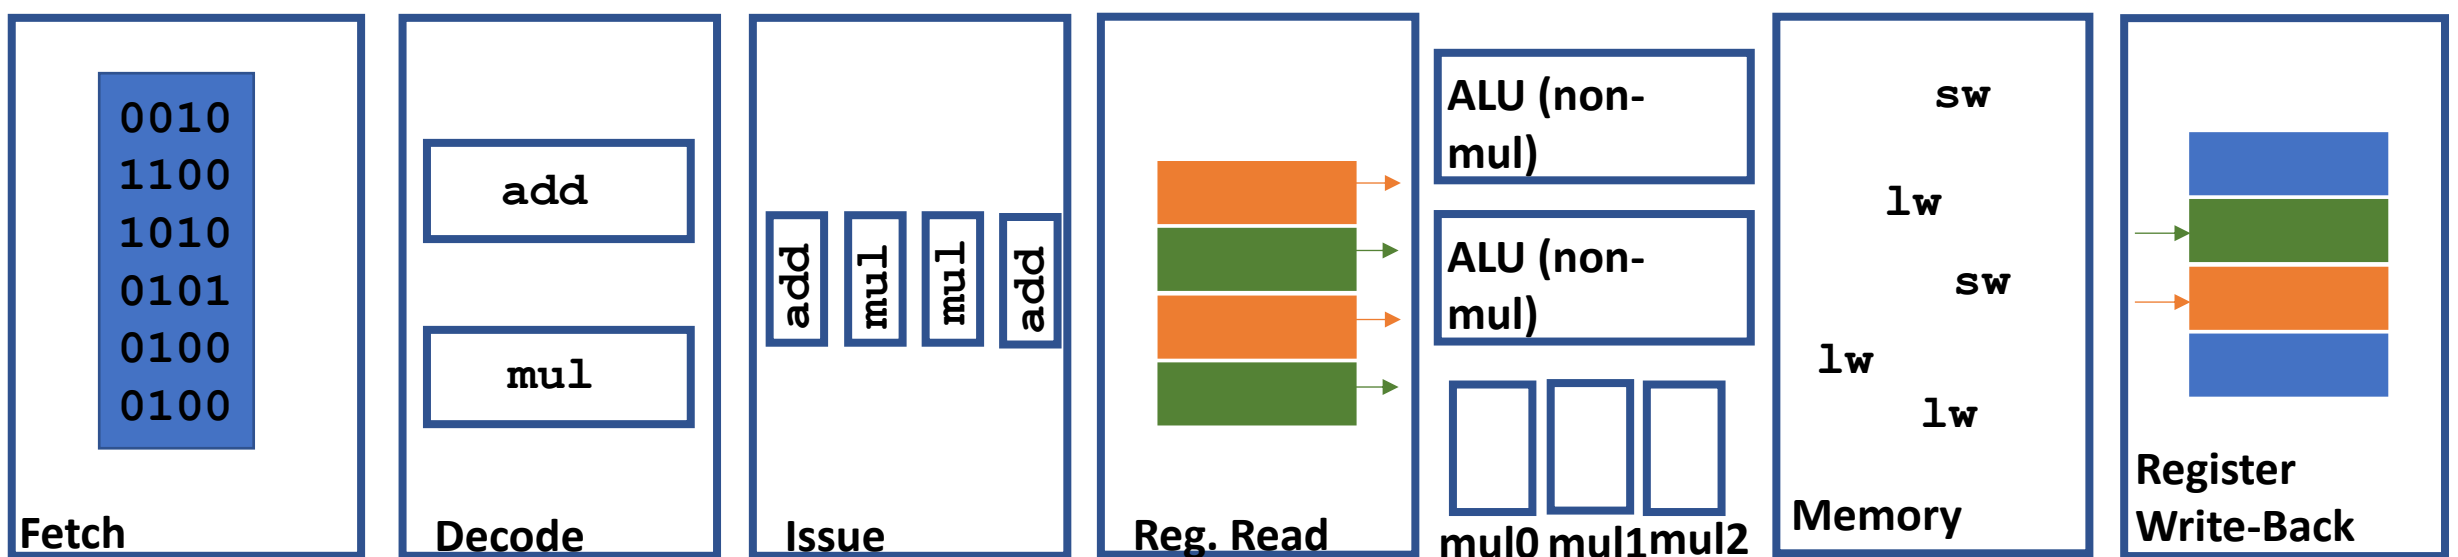 0010
1100
1010
0101
0100
0100
Fetch
add
mul
Decode
add
mul
mul
add
Issue
Reg. Read
ALU (non-
mul)
ALU (non-
mul)
mul0 mul1 mul2
sw
lw
sw
lw
lw
Memory
Register
Write-Back